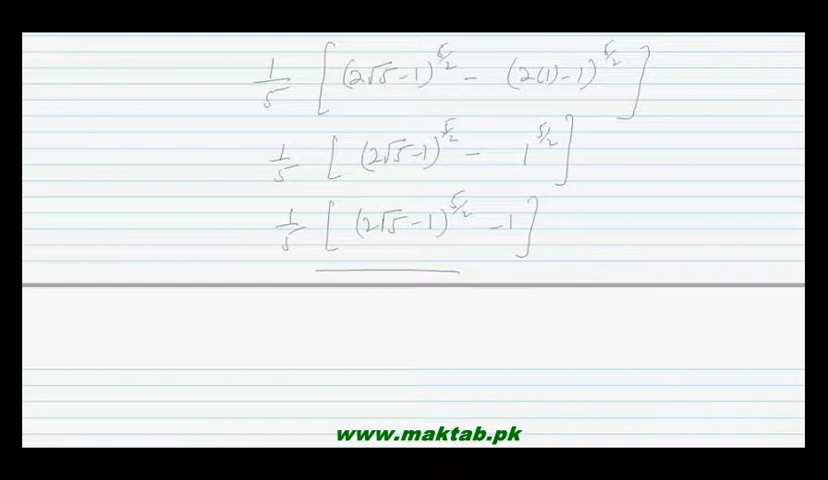 1/5 [(2√5-1)^5/2 - (2(1)-1)^5/2]
1/5 [(2√5-1)^5/2 - 1^5/2]
1/5 [(2√5-1)^5/2 -1]
www.maktab.pk